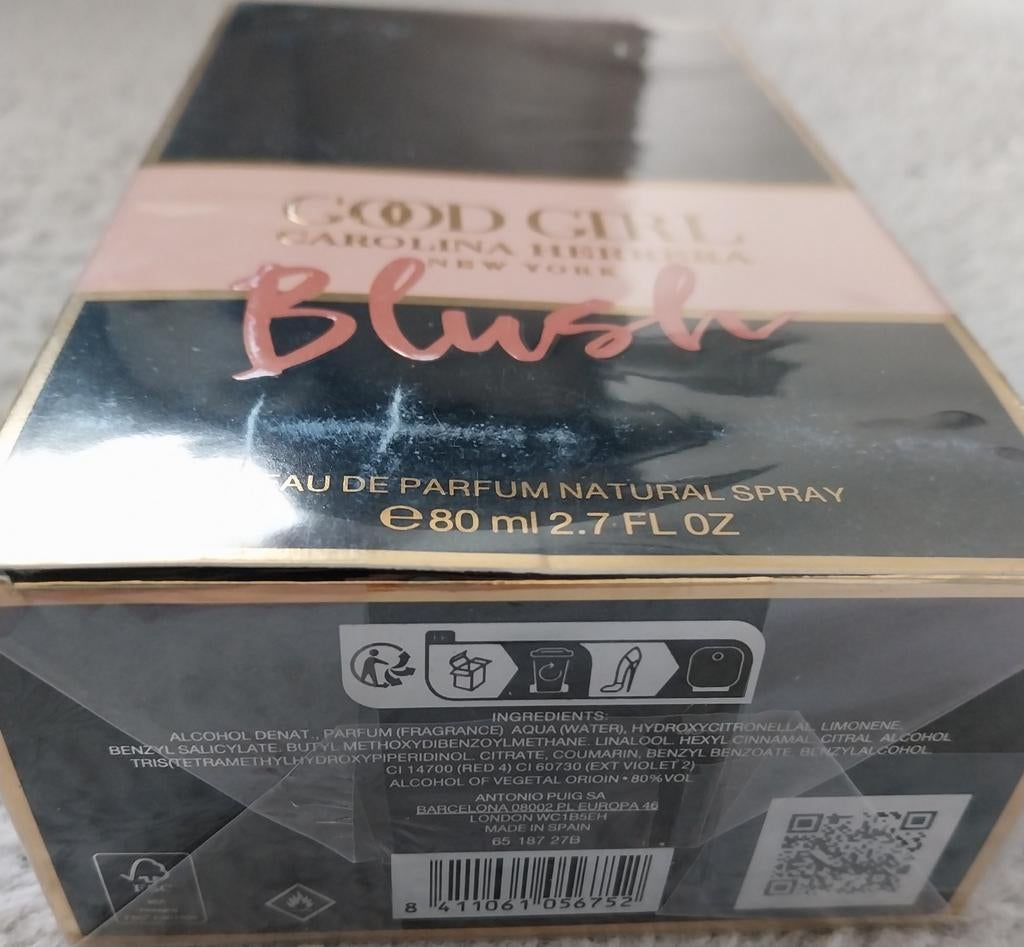 GOOD GIRL
CAROLINA HERRERA
NEW YORK
Blush
EAU DE PARFUM NATURAL SPRAY
e 80 ml 2.7 FL OZ
FR
INGREDIENTS:
ALCOHOL DENAT., PARFUM (FRAGRANCE) AQUA (WATER), HYDROXYCITRONELLAL, LIMONENE,
BENZYL SALICYLATE. BUTYL METHOXYDIBENZOYLMETHANE. LINALOOL. HEXYL CINNAMAL, CITRAL ALCOHOL
TRIS(TETRAMETHYLHYDROXYPIPERIDINOL. CITRATE, COUMARIN, BENZYL BENZOATE BENZYLALCOHOL.
CI 14700 (RED 4) CI 60730 (EXT VIOLET 2)
ALCOHOL OF VEGETAL ORIOIN • 80%VOL
ANTONIO PUIG SA
BARCELONA 08002 PL EUROPA 46
LONDON WC1B5EH
MADE IN SPAIN
65 187 27B
FSC
MIX
8 411061 056752